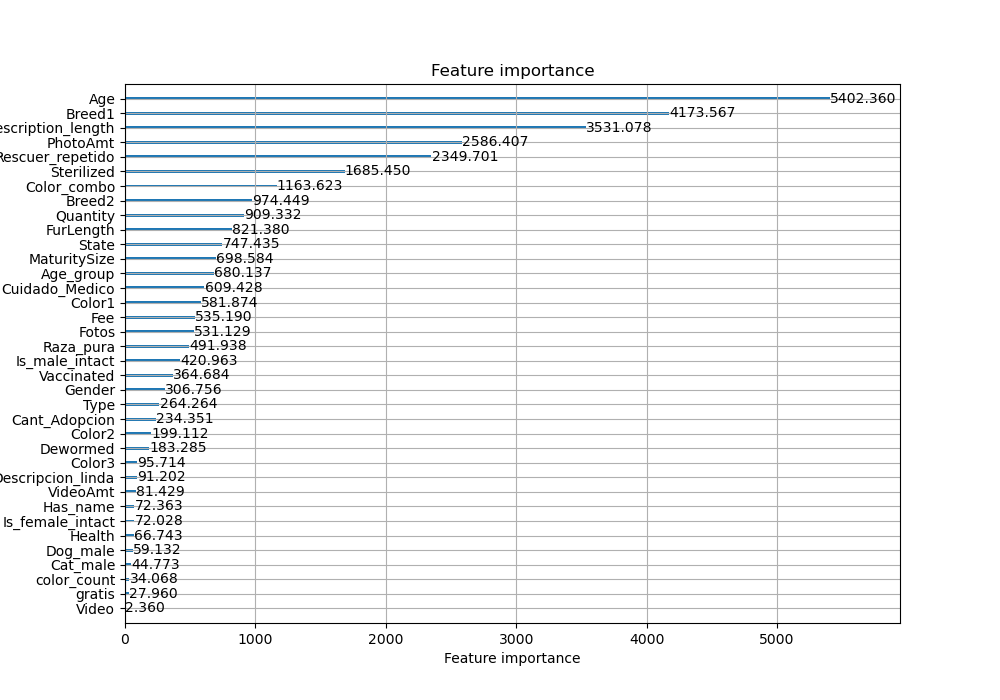 Feature importance
Age 5402.360
Breed1 4173.567
escription_length 3531.078
PhotoAmt 2586.407
Rescuer_repetido 2349.701
Sterilized 1685.450
Color_combo 1163.623
Breed2 974.449
Quantity 909.332
FurLength 821.380
State 747.435
MaturitySize 698.584
Age_group 680.137
Cuidado_Medico 609.428
Color1 581.874
Fee 535.190
Fotos 531.129
Raza_pura 491.938
Is_male_intact 420.963
Vaccinated 364.684
Gender 306.756
Type 264.264
Cant_Adopcion 234.351
Color2 199.112
Dewormed 183.285
Color3 95.714
Descripcion_linda 91.202
VideoAmt 81.429
Has_name 72.363
Is_female_intact 72.028
Health 66.743
Dog_male 59.132
Cat_male 44.773
color_count 34.068
gratis 27.960
Video 2.360
0 1000 2000 3000 4000 5000
Feature importance